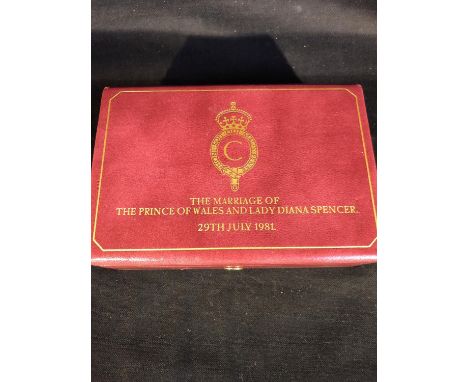 C
THE MARRIAGE OF
THE PRINCE OF WALES AND LADY DIANA SPENCER.
29TH JULY 1981.